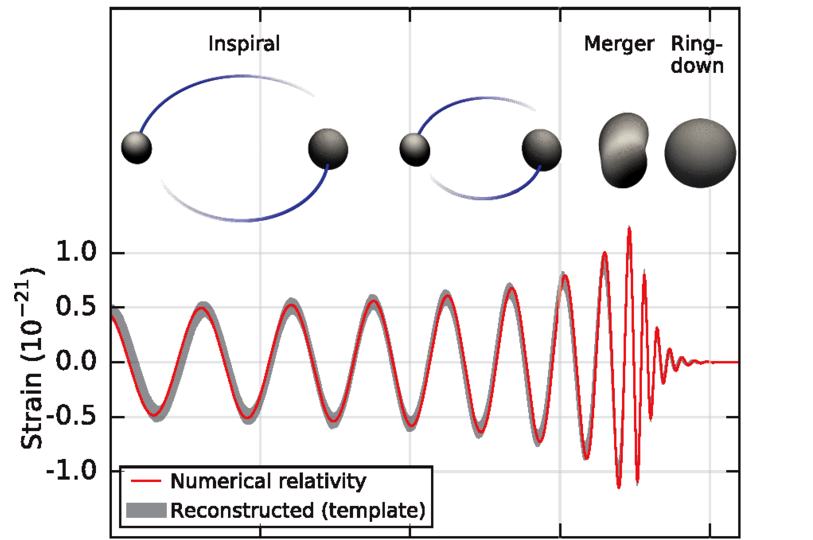 Inspiral
Merger
Ring-
down
Strain (10⁻²¹)
1.0
0.5
0.0
-0.5
-1.0
Numerical relativity
Reconstructed (template)